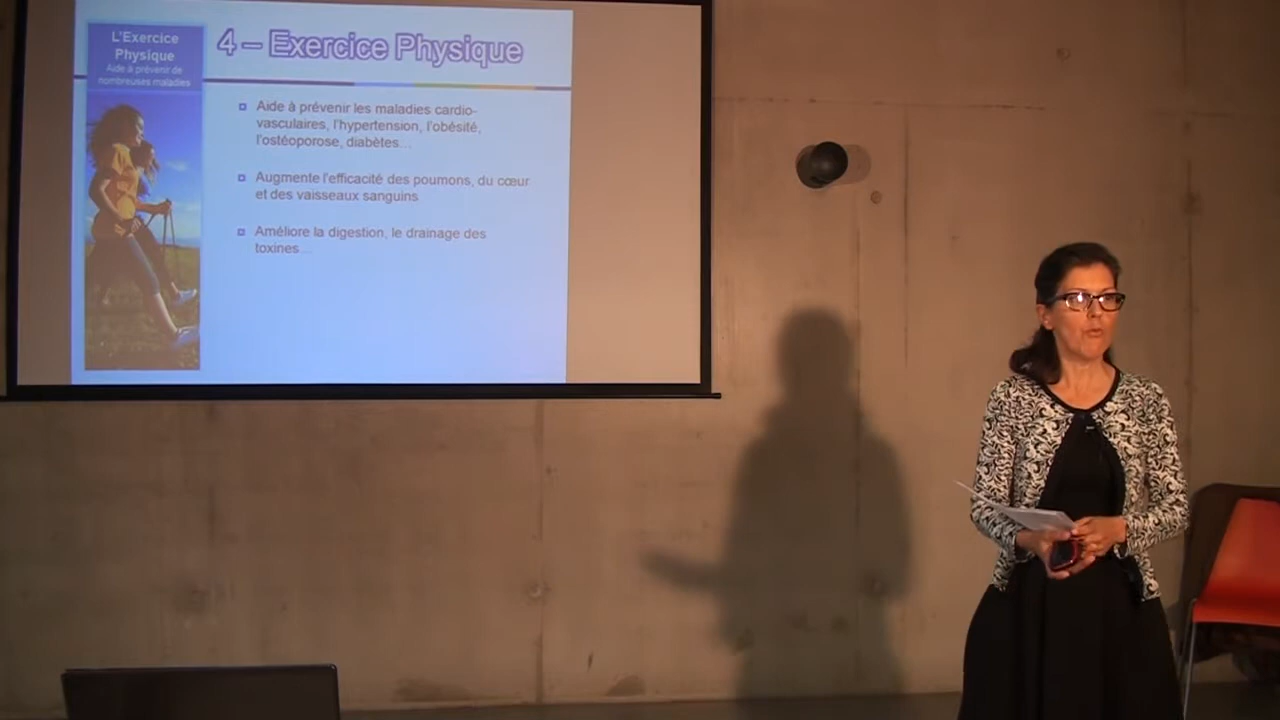 L'Exercice
Physique
Aide à prévenir de
nombreuses maladies
4 – Exercice Physique
Aide à prévenir les maladies cardio-
vasculaires, l'hypertension, l'obésité,
l'ostéoporose, diabètes...
Augmente l'efficacité des poumons, du cœur
et des vaisseaux sanguins
Améliore la digestion, le drainage des
toxines...